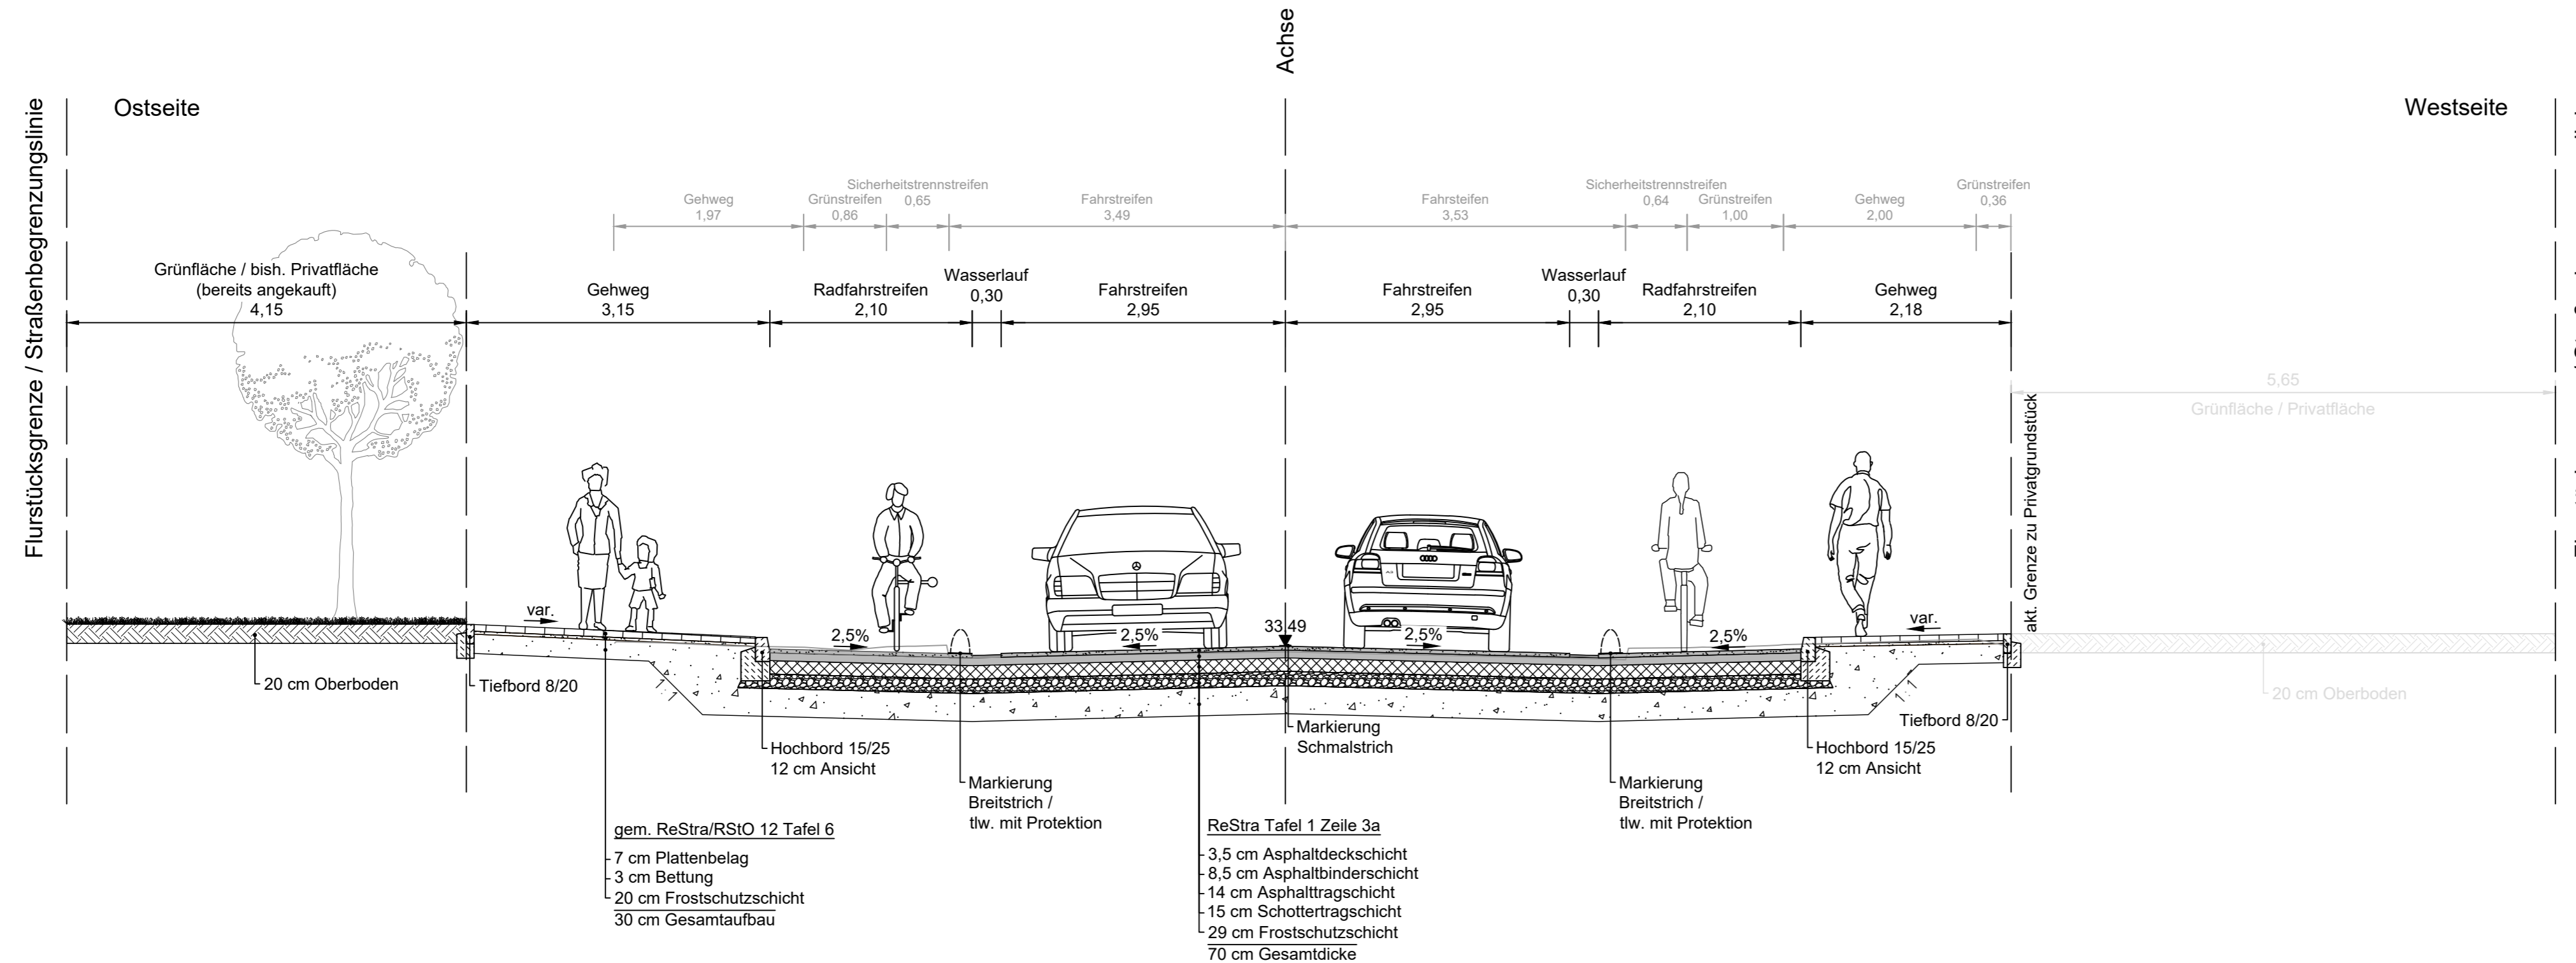 Achse
Flurstücksgrenze / Straßenbegrenzungslinie
Ostseite
Westseite
Sicherheitstrennstreifen
Sicherheitstrennstreifen
Grünstreifen
Gehweg
Grünstreifen
0,65
Fahrstreifen
Fahrsteifen
0,64
Grünstreifen
Gehweg
0,36
1,97
0,86
3,49
3,53
1,00
2,00
Grünfläche / bish. Privatfläche
(bereits angekauft)
4,15
Gehweg
3,15
Radfahrstreifen
2,10
Wasserlauf
0,30
Fahrstreifen
2,95
Fahrstreifen
2,95
Wasserlauf
0,30
Radfahrstreifen
2,10
Gehweg
2,18
5,65
Grünfläche / Privatfläche
akt. Grenze zu Privatgrundstück
var.
2,5%
2,5%
33,49
2,5%
2,5%
var.
20 cm Oberboden
Tiefbord 8/20
Tiefbord 8/20
20 cm Oberboden
Hochbord 15/25
12 cm Ansicht
Markierung
Schmalstrich
Hochbord 15/25
12 cm Ansicht
Markierung
Breitstrich /
tlw. mit Protektion
Markierung
Breitstrich /
tlw. mit Protektion
gem. ReStra/RStO 12 Tafel 6
7 cm Plattenbelag
3 cm Bettung
20 cm Frostschutzschicht
30 cm Gesamtaufbau
ReStra Tafel 1 Zeile 3a
3,5 cm Asphaltdeckschicht
8,5 cm Asphaltbinderschicht
14 cm Asphalttragschicht
15 cm Schottertragschicht
29 cm Frostschutzschicht
70 cm Gesamtdicke